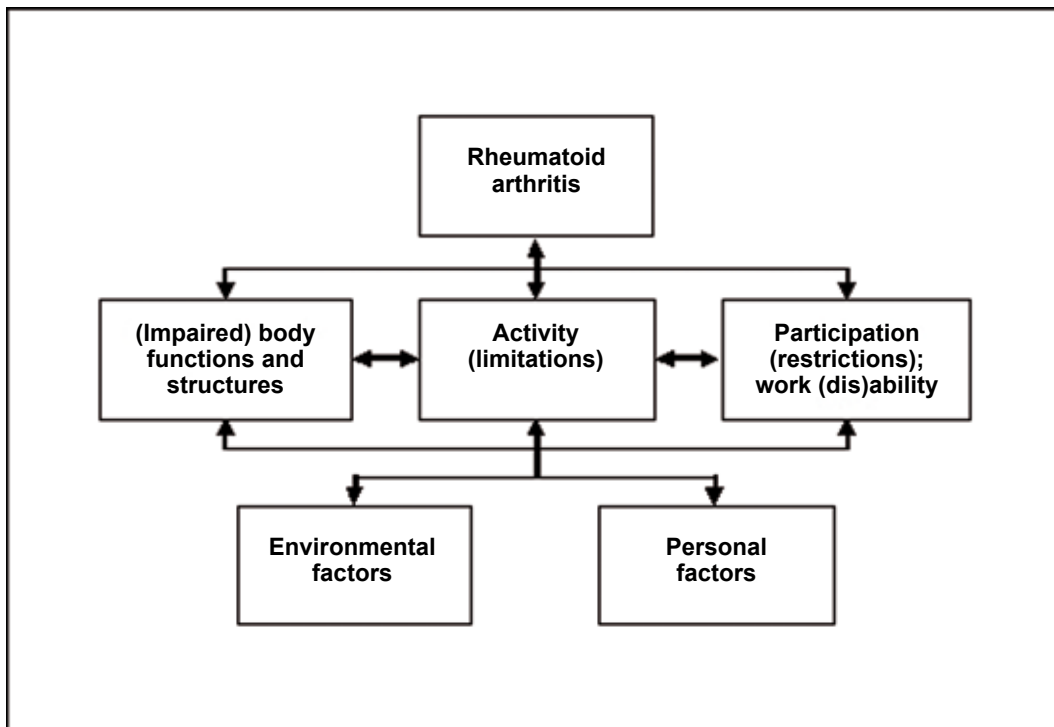 Rheumatoid
arthritis
(Impaired) body
functions and
structures
Activity
(limitations)
Participation
(restrictions);
work (dis)ability
Environmental
factors
Personal
factors